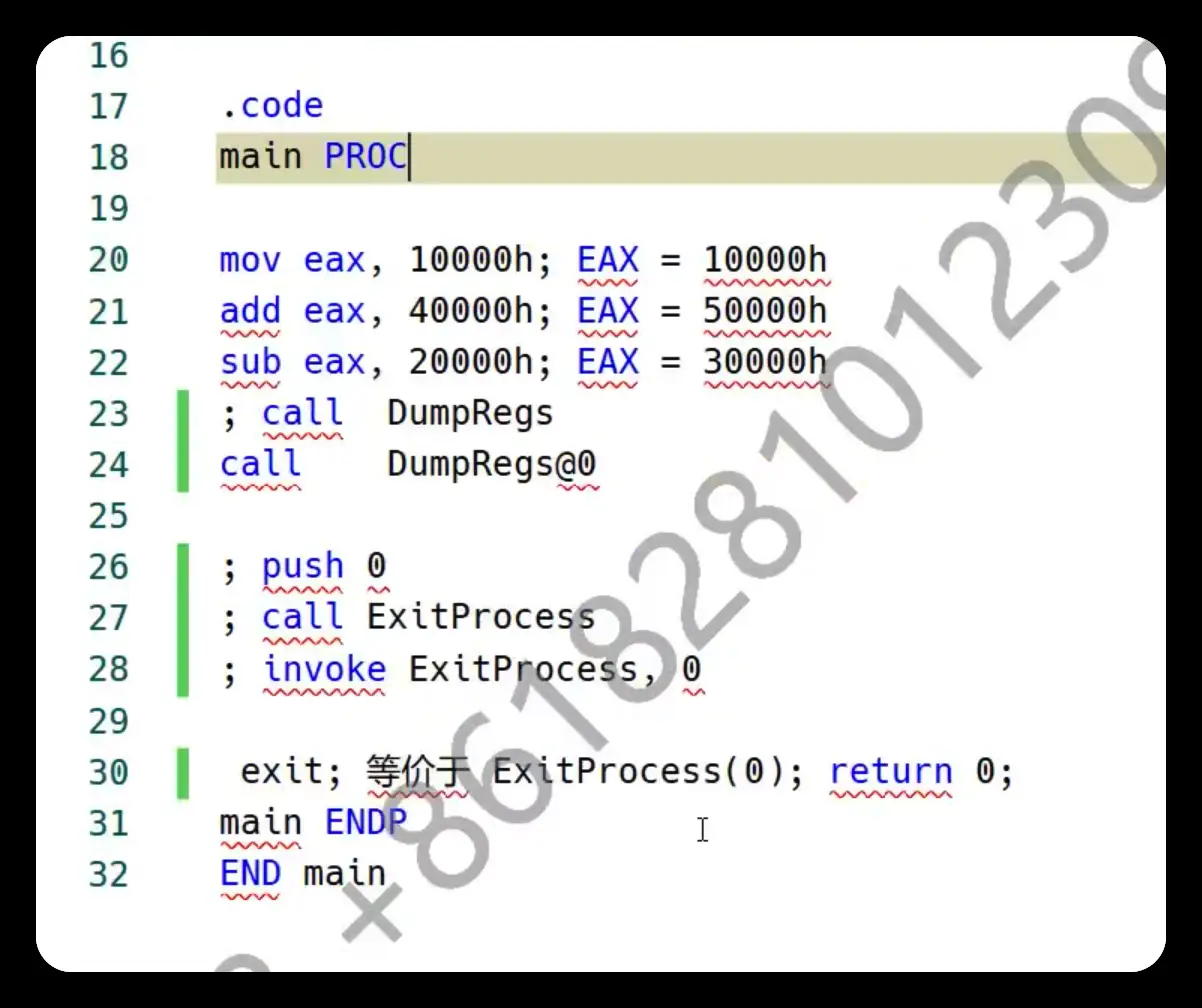 16
17 .code
18 main PROC
19
20 mov eax, 10000h; EAX = 10000h
21 add eax, 40000h; EAX = 50000h
22 sub eax, 20000h; EAX = 30000h
23 ; call DumpRegs
24 call DumpRegs@0
25
26 ; push 0
27 ; call ExitProcess
28 ; invoke ExitProcess, 0
29
30 exit; 等价于 ExitProcess(0); return 0;
31 main ENDP
32 END main
+861828101230